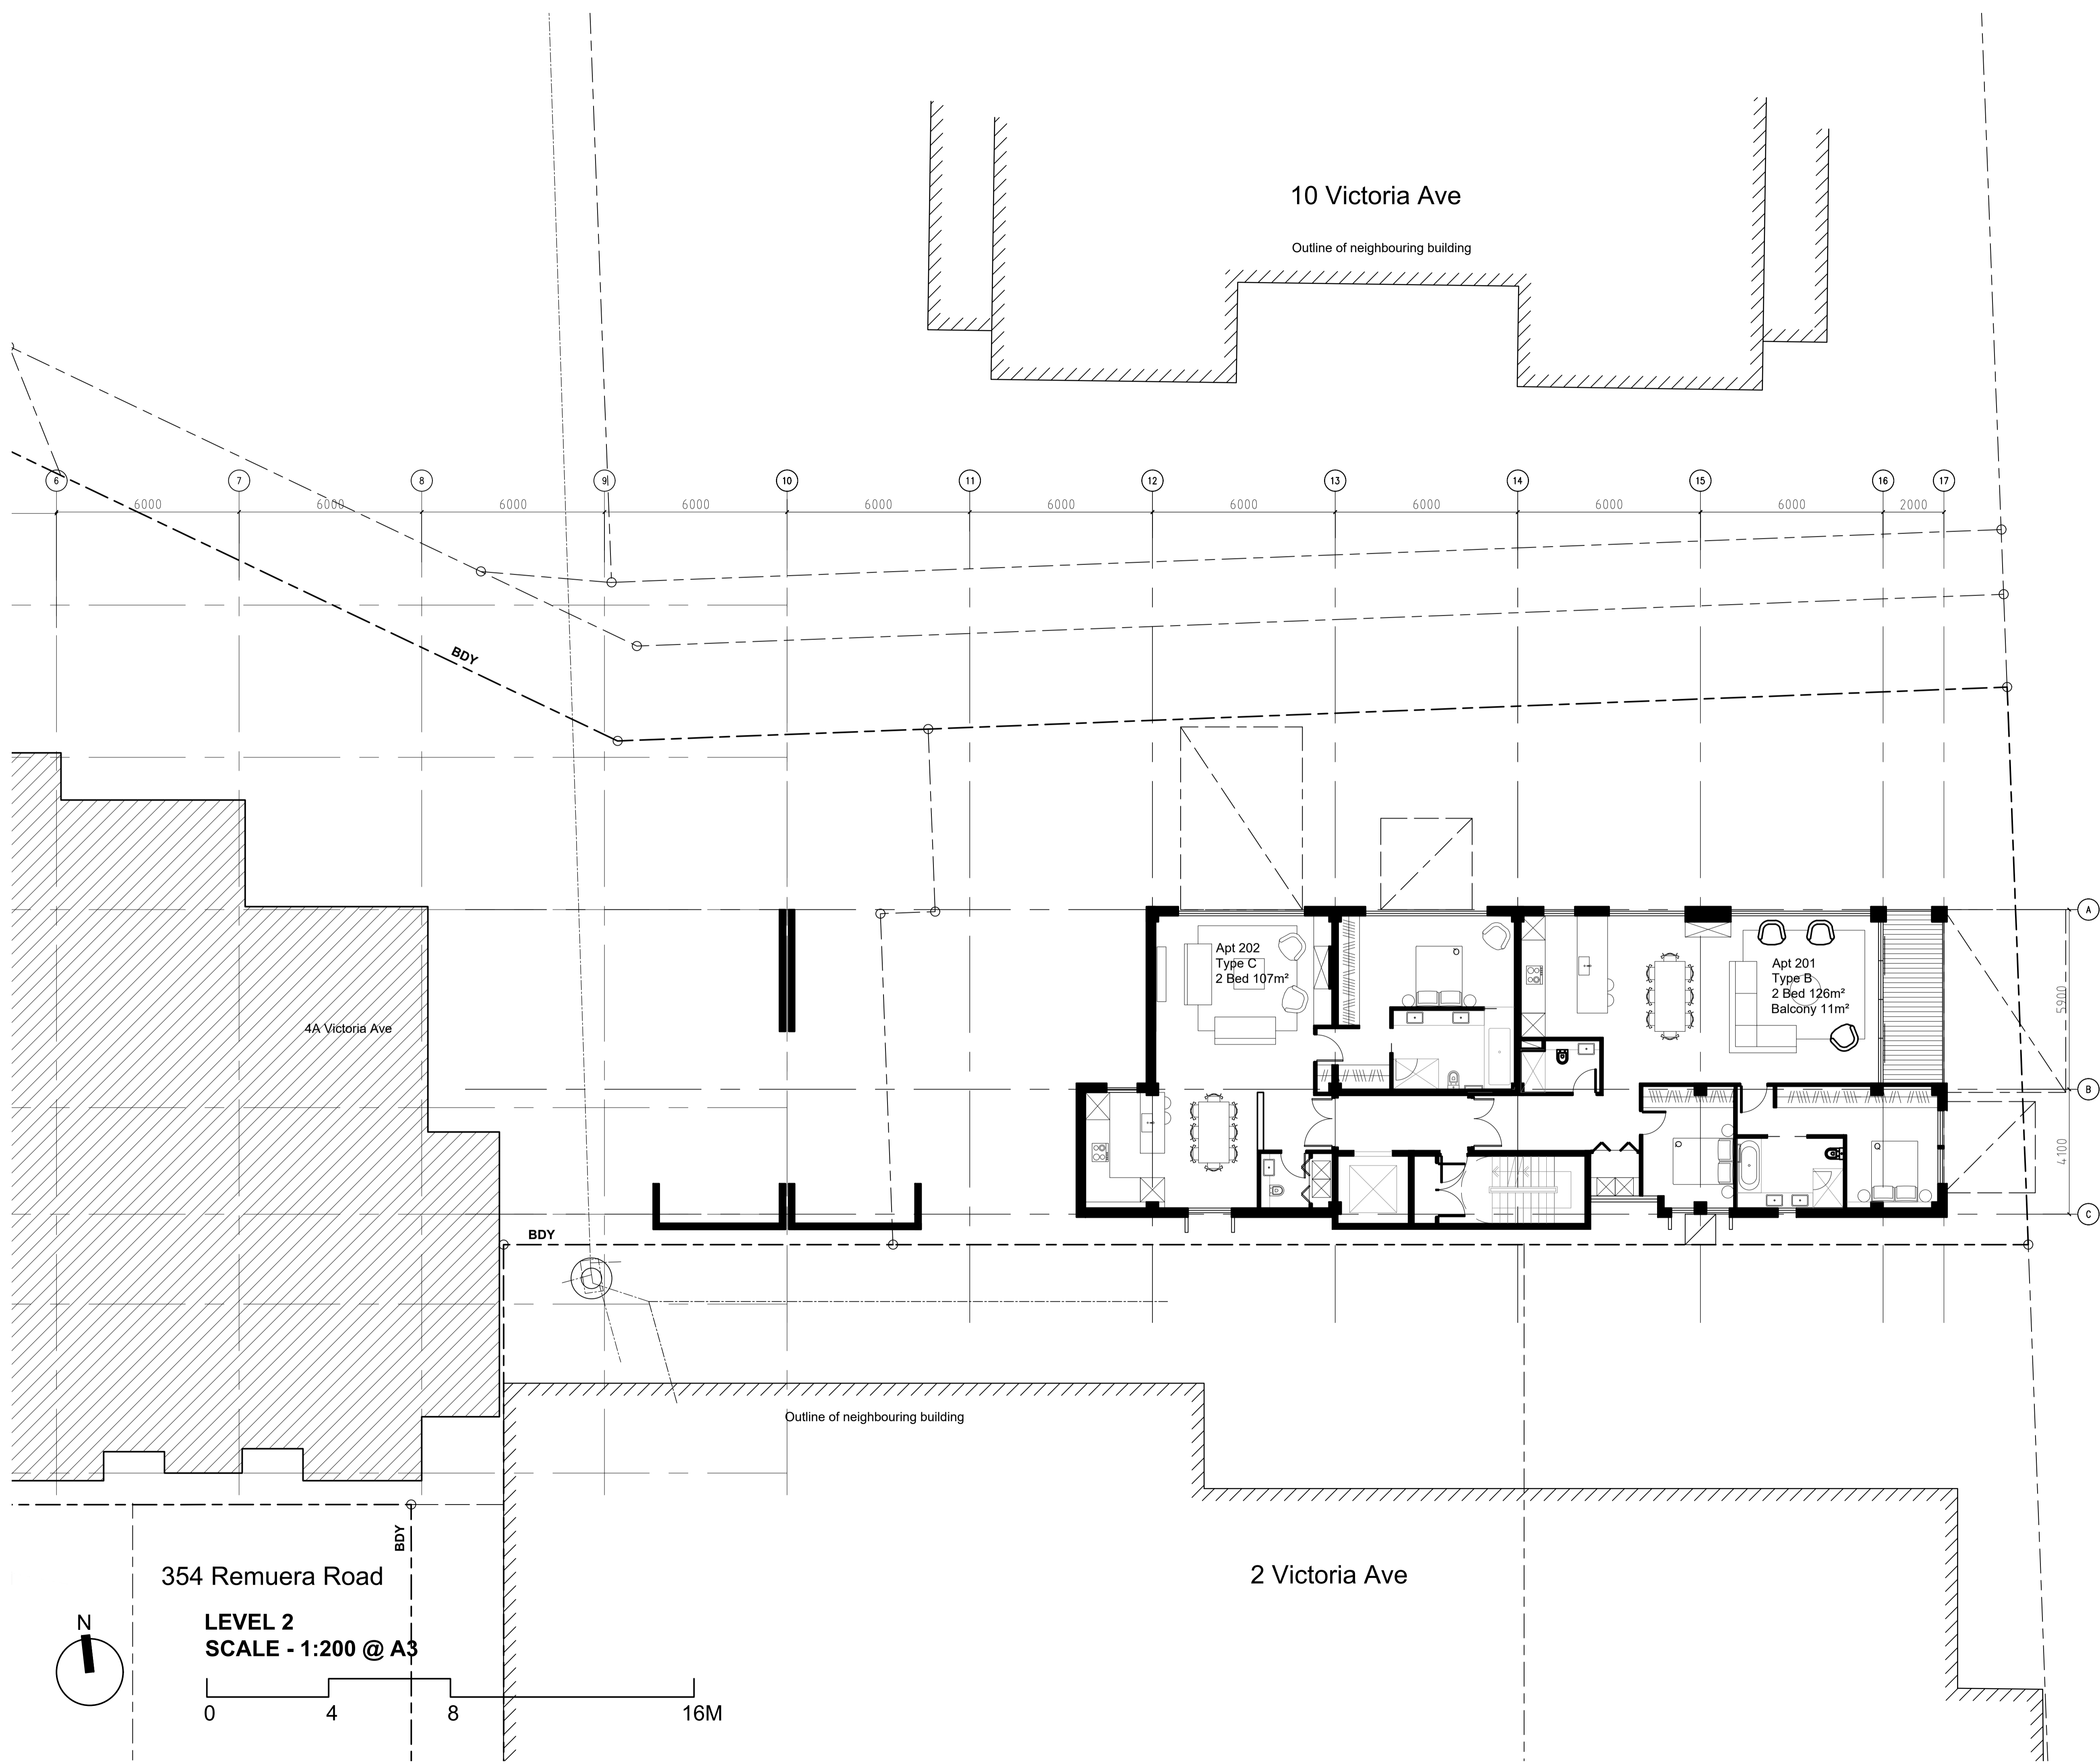 10 Victoria Ave
Outline of neighbouring building
6
7
8
9
10
11
12
13
14
15
16
17
6000
6000
6000
6000
6000
6000
6000
6000
6000
6000
2000
BDY
A
Apt 202
Type C
2 Bed 107m²
Apt 201
Type B
2 Bed 126m²
Balcony 11m²
5900
4A Victoria Ave
B
4100
C
BDY
Outline of neighbouring building
BDY
354 Remuera Road
2 Victoria Ave
N
LEVEL 2
SCALE - 1:200 @ A3
0
4
8
16M